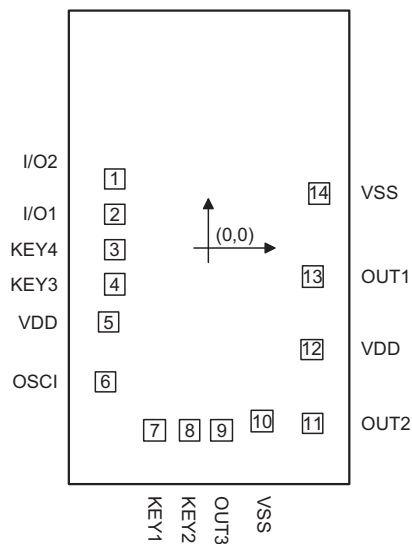 I/O2
1
14
VSS
I/O1
2
(0,0)
KEY4
3
KEY3
4
13
OUT1
VDD
5
12
VDD
OSCI
6
7
8
9
10
11
OUT2
KEY1
KEY2
OUT3
VSS